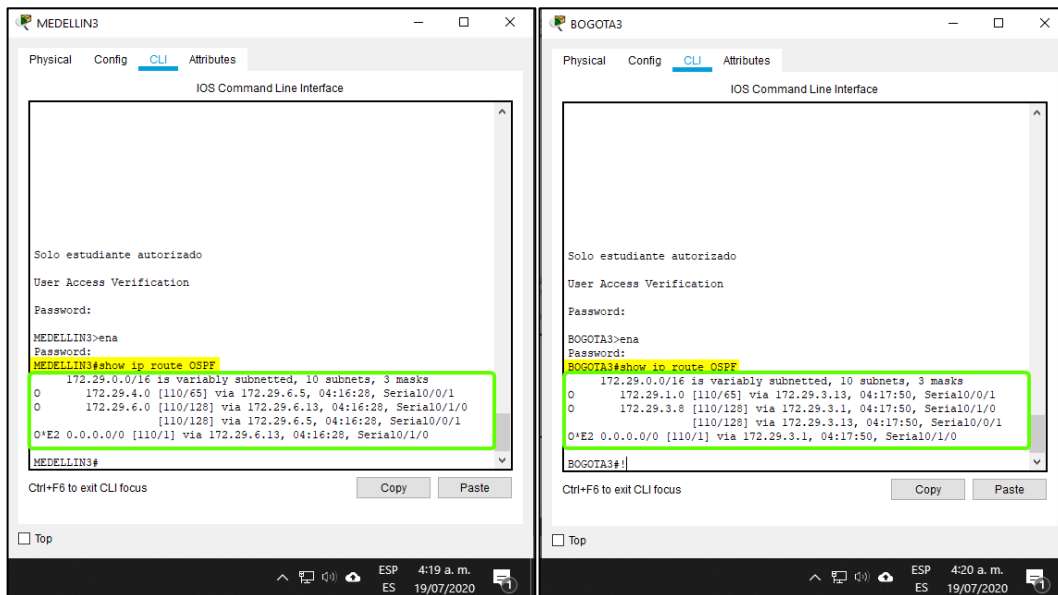 MEDELLIN3
Physical Config CLI Attributes
IOS Command Line Interface
Solo estudiante autorizado
User Access Verification
Password:
MEDELLIN3>ena
Password:
MEDELLIN3#show ip route OSPF
172.29.0.0/16 is variably subnetted, 10 subnets, 3 masks
O 172.29.4.0 [110/65] via 172.29.6.5, 04:16:28, Serial0/0/1
O 172.29.6.0 [110/128] via 172.29.6.13, 04:16:28, Serial0/1/0
[110/128] via 172.29.6.5, 04:16:28, Serial0/0/1
O*E2 0.0.0.0/0 [110/1] via 172.29.6.13, 04:16:28, Serial0/1/0
MEDELLIN3#
Ctrl+F6 to exit CLI focus
Copy Paste
Top
ESP 4:19 a. m.
ES 19/07/2020
1
BOGOTA3
Physical Config CLI Attributes
IOS Command Line Interface
Solo estudiante autorizado
User Access Verification
Password:
BOGOTA3>ena
Password:
BOGOTA3#show ip route OSPF
172.29.0.0/16 is variably subnetted, 10 subnets, 3 masks
O 172.29.1.0 [110/65] via 172.29.3.13, 04:17:50, Serial0/0/1
O 172.29.3.8 [110/128] via 172.29.3.1, 04:17:50, Serial0/1/0
[110/128] via 172.29.3.13, 04:17:50, Serial0/0/1
O*E2 0.0.0.0/0 [110/1] via 172.29.3.1, 04:17:50, Serial0/1/0
BOGOTA3#!
Ctrl+F6 to exit CLI focus
Copy Paste
Top
ESP 4:20 a. m.
ES 19/07/2020
1